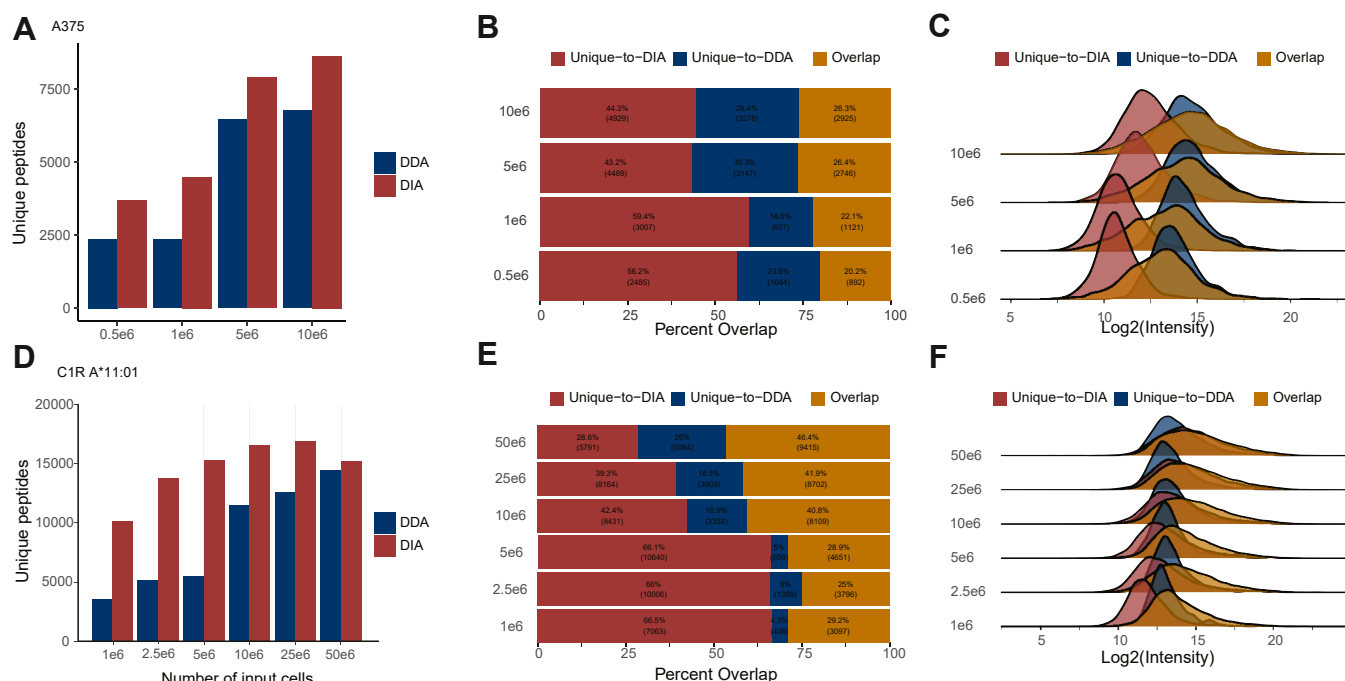 A
A375
7500
5000
2500
0
Unique peptides
0.5e6 1e6 5e6 10e6
DDA
DIA
B
Unique−to−DIA Unique−to−DDA Overlap
10e6
44.3% 29.4% 26.3%
(4929) (3278) (2925)
5e6
43.2% 30.3% 26.4%
(4489) (3147) (2746)
1e6
59.4% 18.5% 22.1%
(3007) (937) (1121)
0.5e6
56.2% 23.6% 20.2%
(2485) (1044) (892)
0 25 50 75 100
Percent Overlap
C
Unique−to−DIA Unique−to−DDA Overlap
10e6
5e6
1e6
0.5e6
5 10 15 20
Log2(Intensity)
D
C1R A*11:01
20000
15000
10000
5000
0
Unique peptides
1e6 2.5e6 5e6 10e6 25e6 50e6
Number of input cells
DDA
DIA
E
Unique−to−DIA Unique−to−DDA Overlap
50e6
28.6% 25% 46.4%
(5791) (5064) (9415)
25e6
39.3% 18.8% 41.9%
(8164) (3903) (8702)
10e6
42.4% 16.9% 40.8%
(8431) (3352) (8109)
5e6
66.1% 5% 28.9%
(10640) (4651)
2.5e6
66% 9% 25%
(10006) (1369) (3796)
1e6
66.5% 4.3% 29.2%
(7063) (3097)
0 25 50 75 100
Percent Overlap
F
Unique−to−DIA Unique−to−DDA Overlap
50e6
25e6
10e6
5e6
2.5e6
1e6
5 10 15 20
Log2(Intensity)